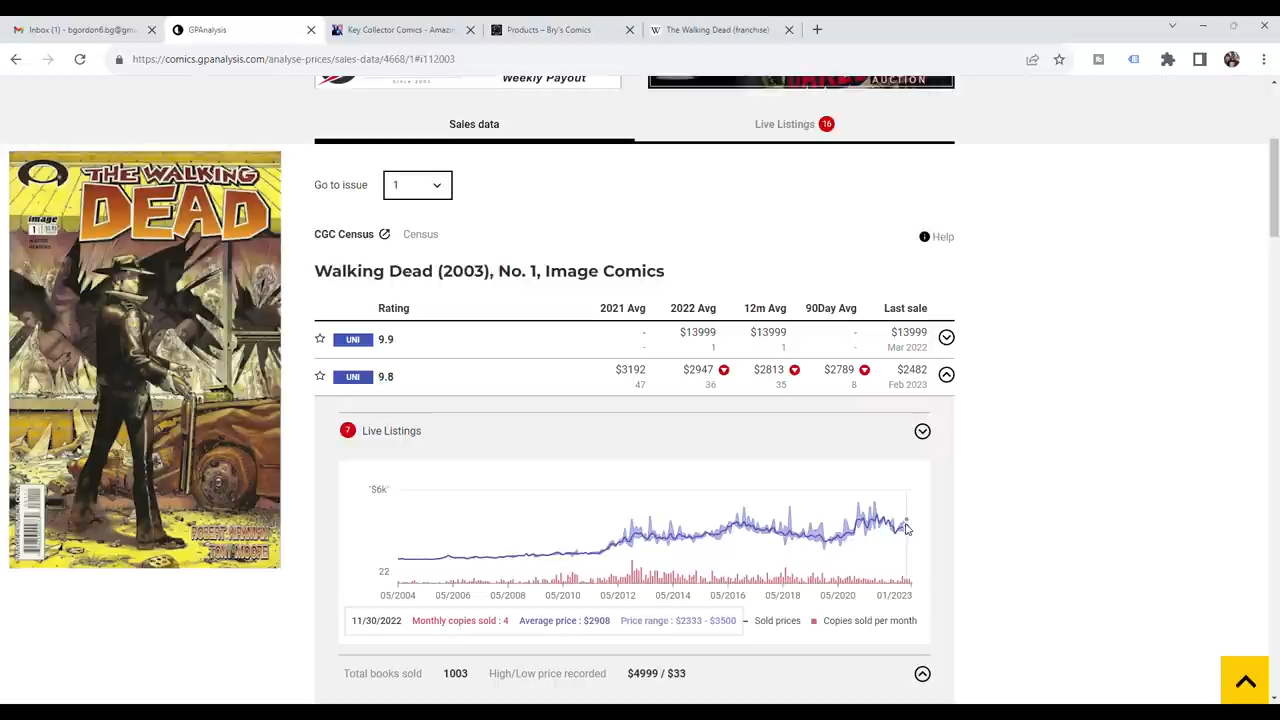 Inbox (1) - bgordon6.bg@gma
GPAnalysis
Key Collector Comics - Amazin
Products – Bry's Comics
The Walking Dead (franchise)
https://comics.gpanalysis.com/analyse-prices/sales-data/4668/1#i112003
SINCE 2005
Weekly Payout
AUCTION
Sales data
Live Listings 16
Go to issue 1
CGC Census Census
Help
Walking Dead (2003), No. 1, Image Comics
Rating 2021 Avg 2022 Avg 12m Avg 90Day Avg Last sale
UNI 9.9 - $13999 $13999 - $13999
- 1 1 - Mar 2022
UNI 9.8 $3192 $2947 $2813 $2789 $2482
47 36 35 8 Feb 2023
7 Live Listings
$6k
22
05/2004 05/2006 05/2008 05/2010 05/2012 05/2014 05/2016 05/2018 05/2020 01/2023
11/30/2022 Monthly copies sold : 4 Average price : $2908 Price range : $2333 - $3500 Sold prices Copies sold per month
Total books sold 1003 High/Low price recorded $4999 / $33
THE WALKING
DEAD
image
1
ROBERT KIRKMAN
TONY MOORE